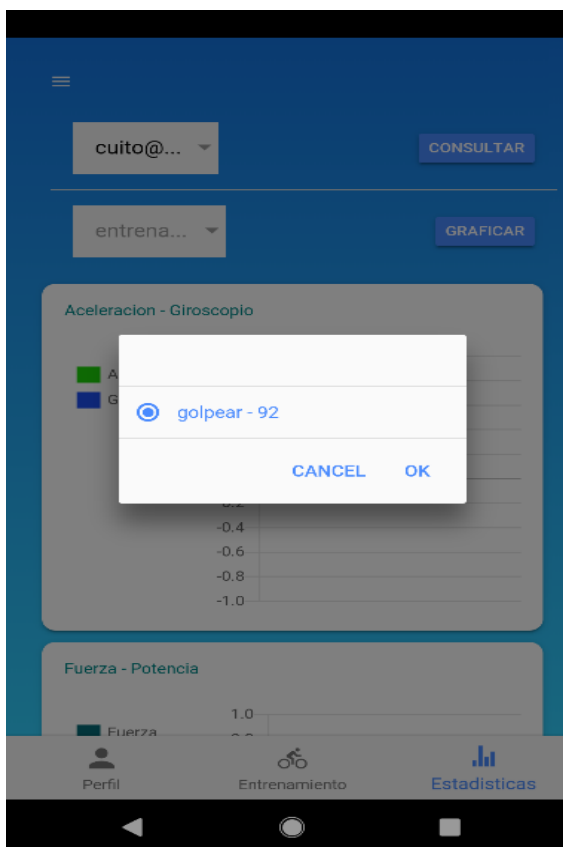 cuito@...
CONSULTAR
entrena...
GRAFICAR
Aceleracion - Giroscopio
A
G
golpear - 92
CANCEL
OK
-0.4
-0.6
-0.8
-1.0
Fuerza - Potencia
1.0
Fuerza
Perfil
Entrenamiento
Estadisticas